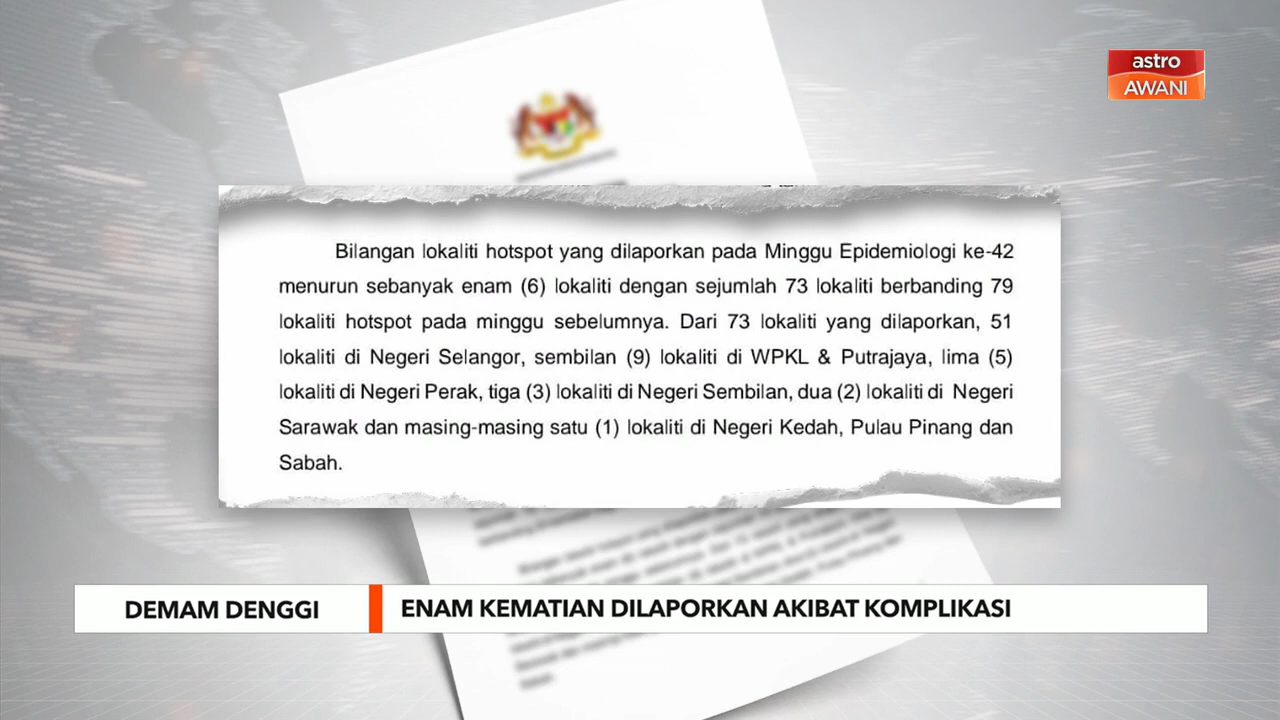 astro
AWANI
Bilangan lokaliti hotspot yang dilaporkan pada Minggu Epidemiologi ke-42
menurun sebanyak enam (6) lokaliti dengan sejumlah 73 lokaliti berbanding 79
lokaliti hotspot pada minggu sebelumnya. Dari 73 lokaliti yang dilaporkan, 51
lokaliti di Negeri Selangor, sembilan (9) lokaliti di WPKL & Putrajaya, lima (5)
lokaliti di Negeri Perak, tiga (3) lokaliti di Negeri Sembilan, dua (2) lokaliti di Negeri
Sarawak dan masing-masing satu (1) lokaliti di Negeri Kedah, Pulau Pinang dan
Sabah.
DEMAM DENGGI
ENAM KEMATIAN DILAPORKAN AKIBAT KOMPLIKASI